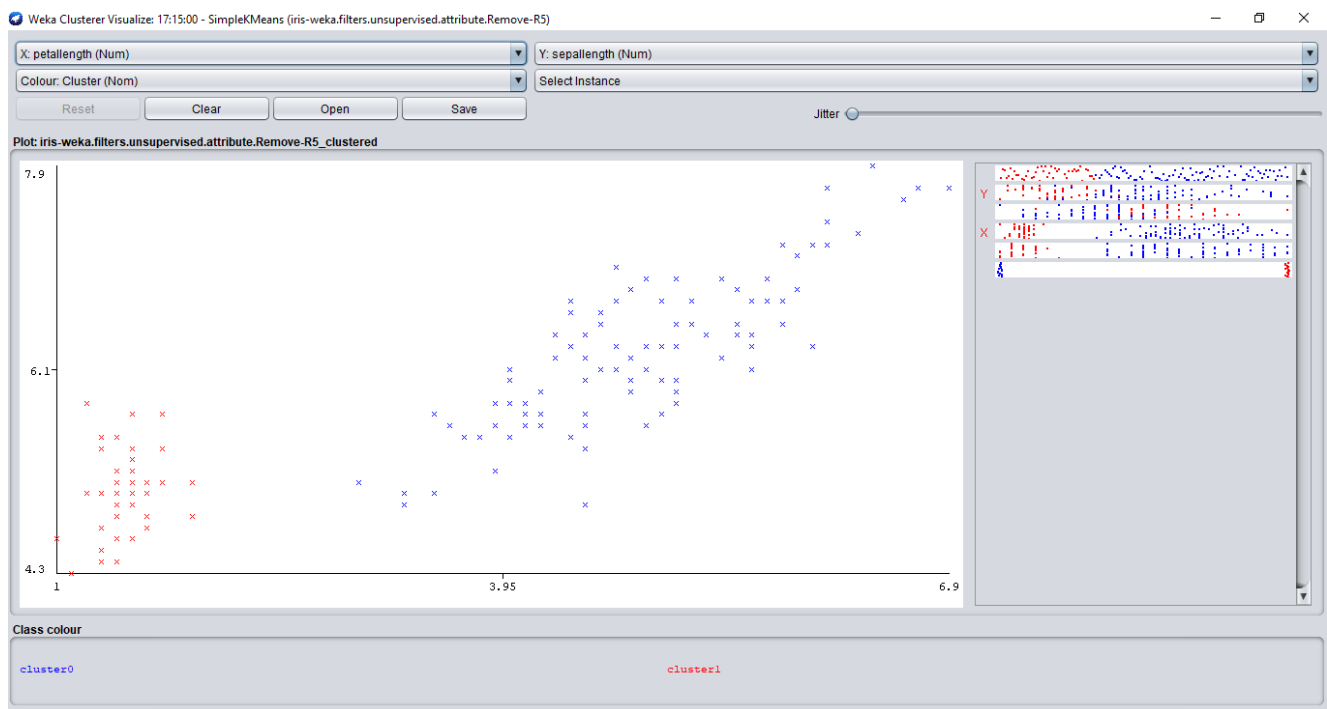 Weka Clusterer Visualize: 17:15:00 - SimpleKMeans (iris-weka.filters.unsupervised.attribute.Remove-R5)
X: petallength (Num)
Y: sepallength (Num)
Colour: Cluster (Nom)
Select Instance
Reset
Clear
Open
Save
Jitter
Plot: iris-weka.filters.unsupervised.attribute.Remove-R5_clustered
7.9
6.1
4.3
1
3.95
6.9
Y
X
Class colour
cluster0
cluster1